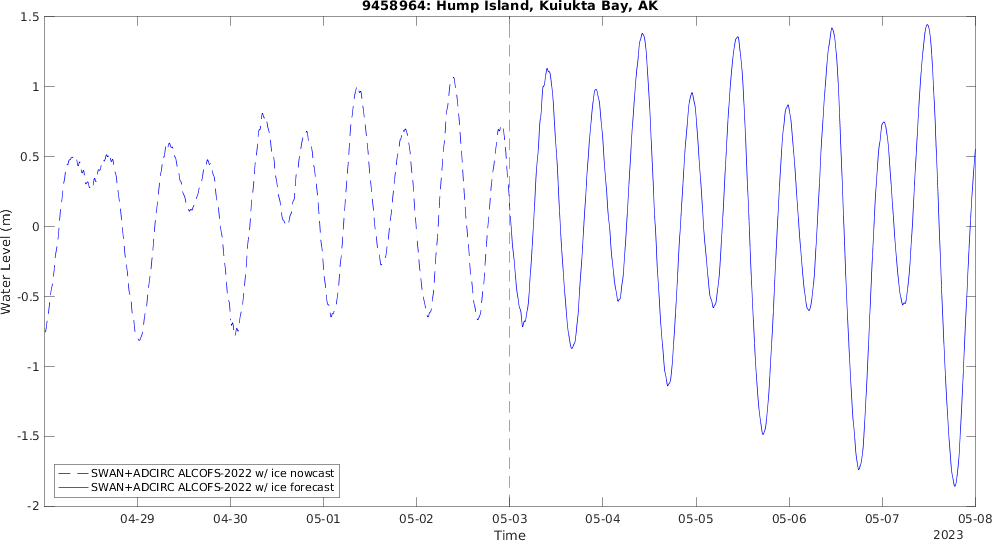 9458964: Hump Island, Kuiukta Bay, AK
1.5
1
0.5
0
-0.5
-1
-1.5
-2
Water Level (m)
SWAN+ADCIRC ALCOFS-2022 w/ ice nowcast
SWAN+ADCIRC ALCOFS-2022 w/ ice forecast
04-29 04-30 05-01 05-02 05-03 05-04 05-05 05-06 05-07 05-08
Time
2023